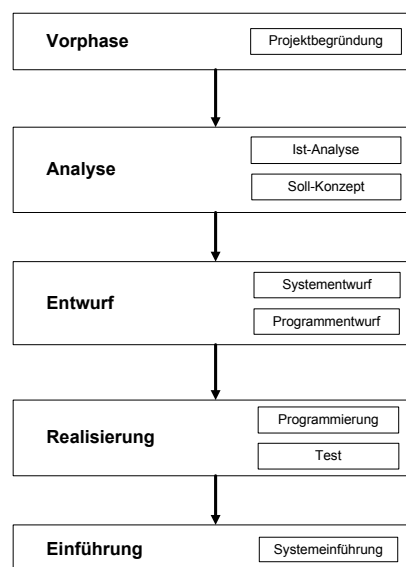 Vorphase
Projektbegründung
Analyse
Ist-Analyse
Soll-Konzept
Entwurf
Systementwurf
Programmentwurf
Realisierung
Programmierung
Test
Einführung
Systemeinführung